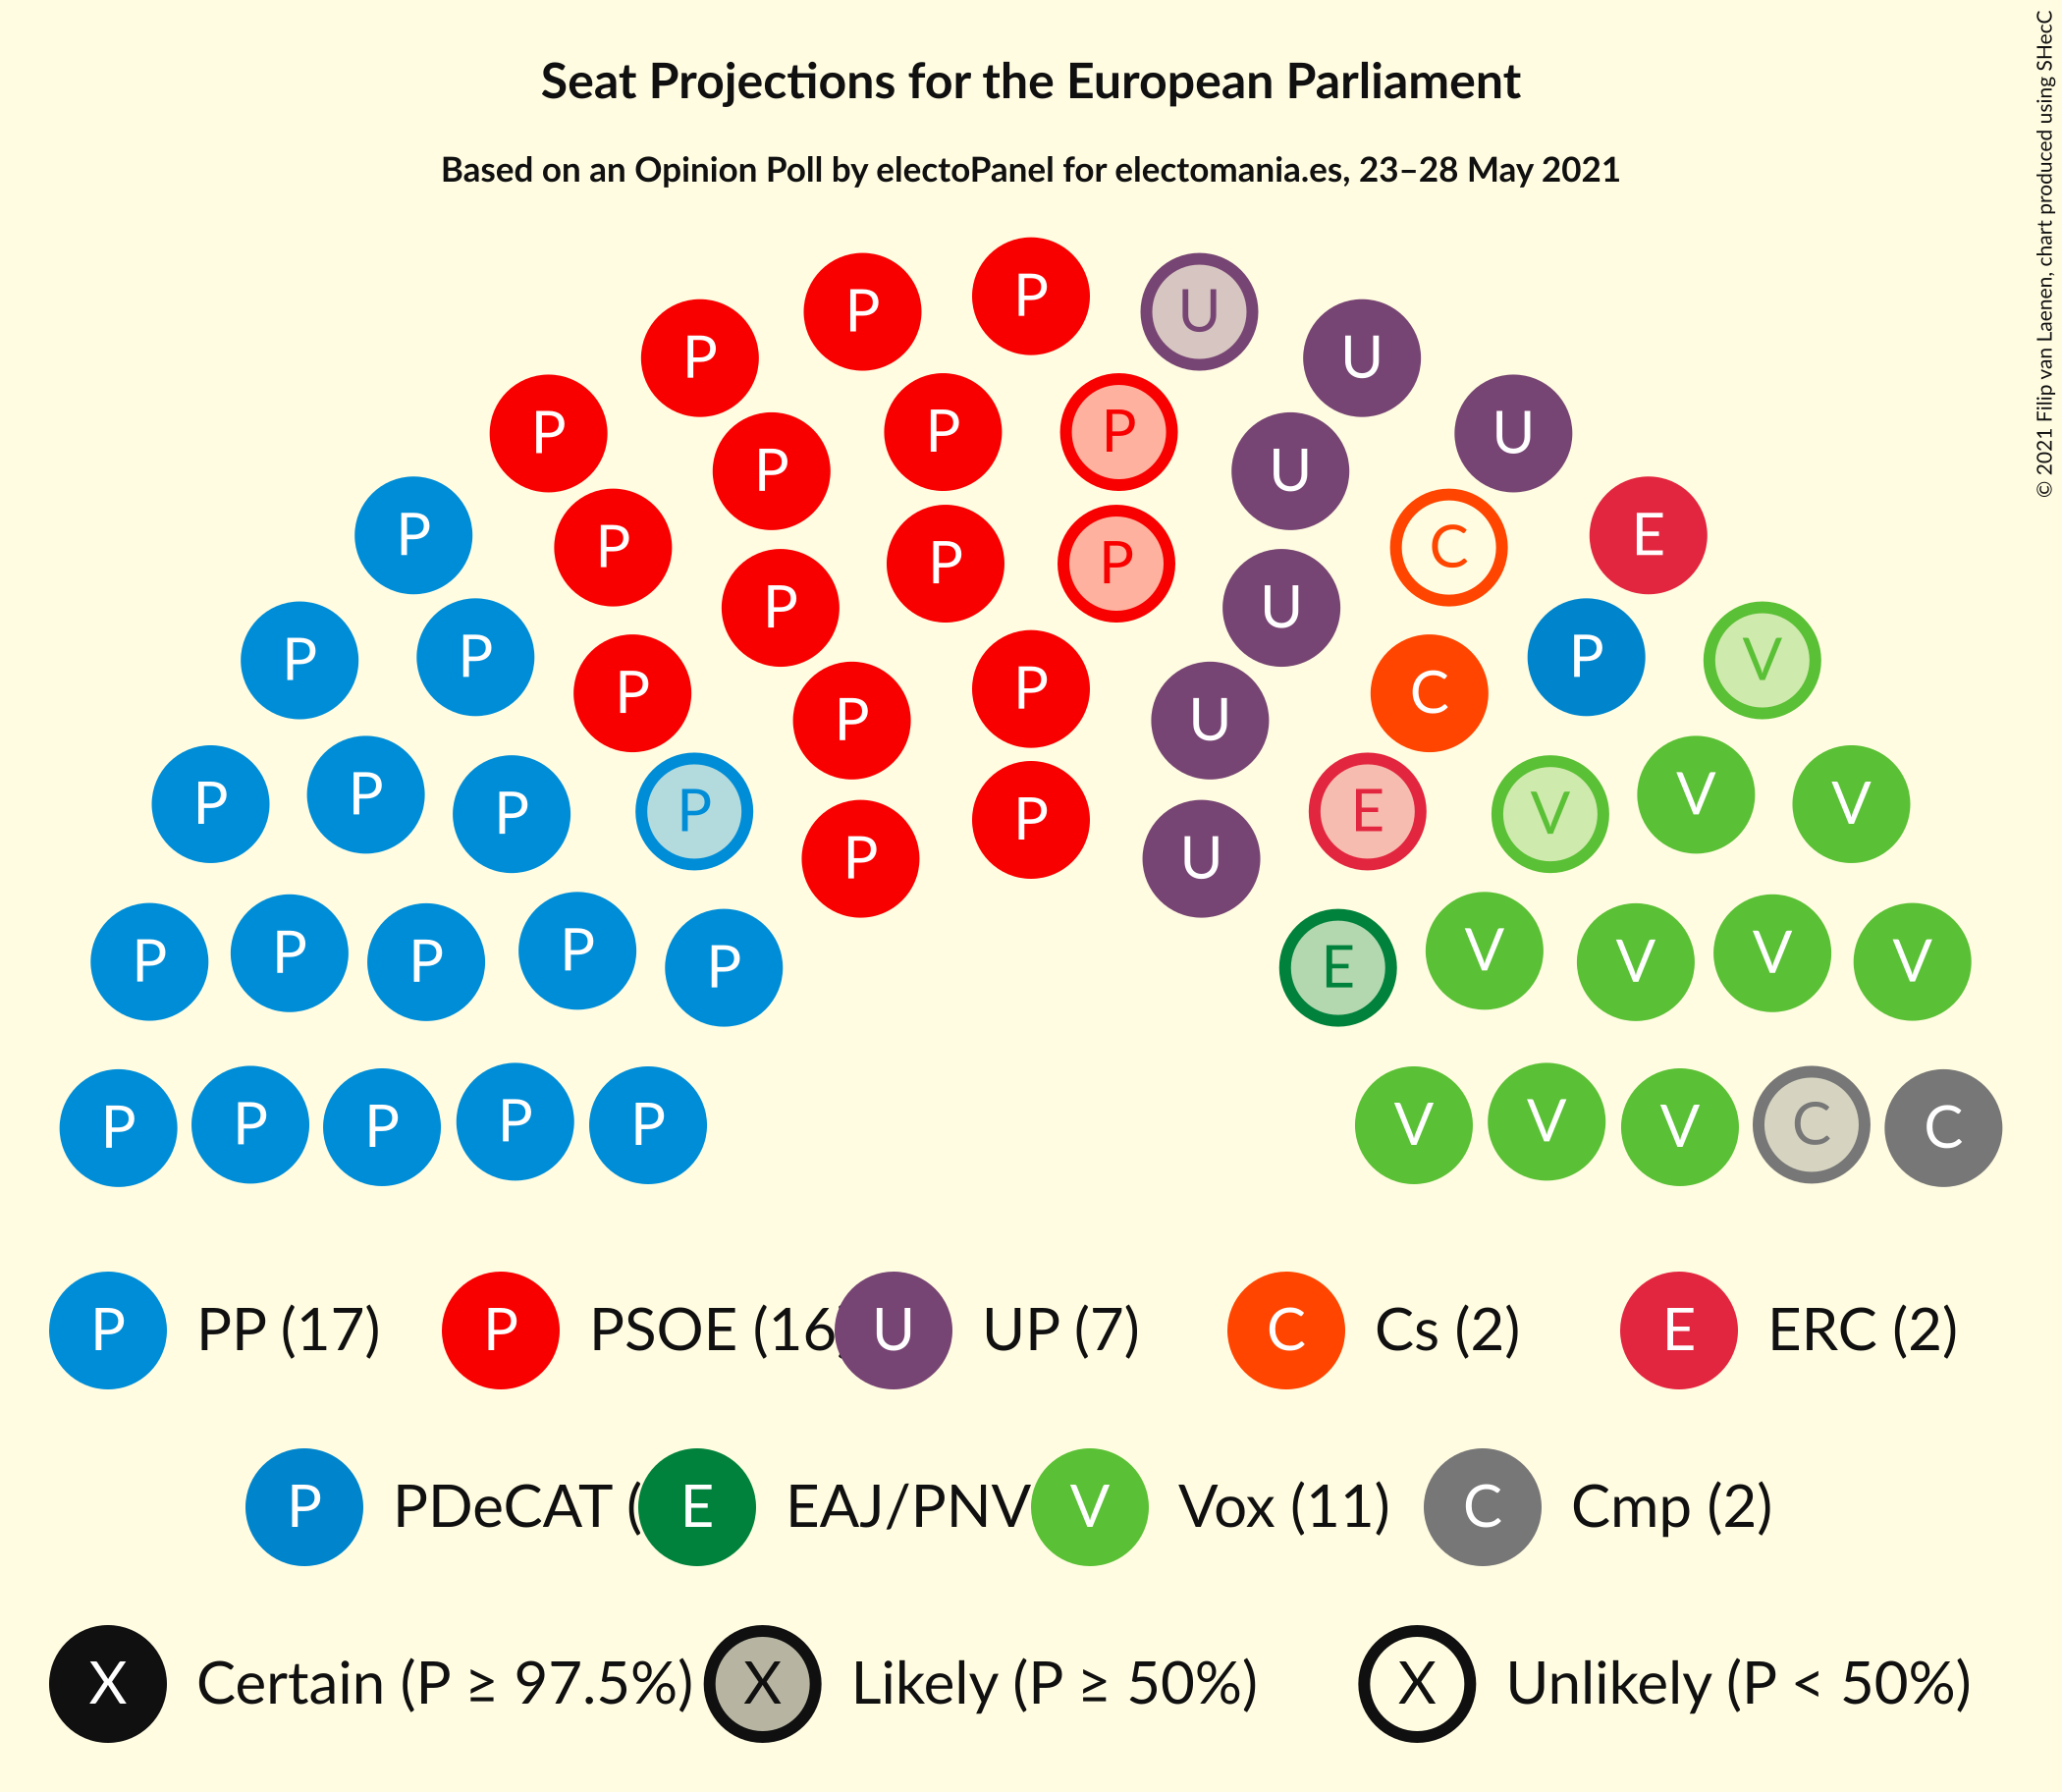 Seat Projections for the European Parliament
Based on an Opinion Poll by electoPanel for electomania.es, 23–28 May 2021
© 2021 Filip van Laenen, chart produced using SHecC
P P P U U
P P P U U
P P P P C E
P P P U P V
P P P P U C V V
P P P P P U E V V V
P P P P P E V V V V
P P P P P V V V C C
P PP (17) P PSOE (16 U UP (7) C Cs (2) E ERC (2)
P PDeCAT ( E EAJ/PNV V Vox (11) C Cmp (2)
X Certain (P ≥ 97.5%) X Likely (P ≥ 50%) X Unlikely (P < 50%)